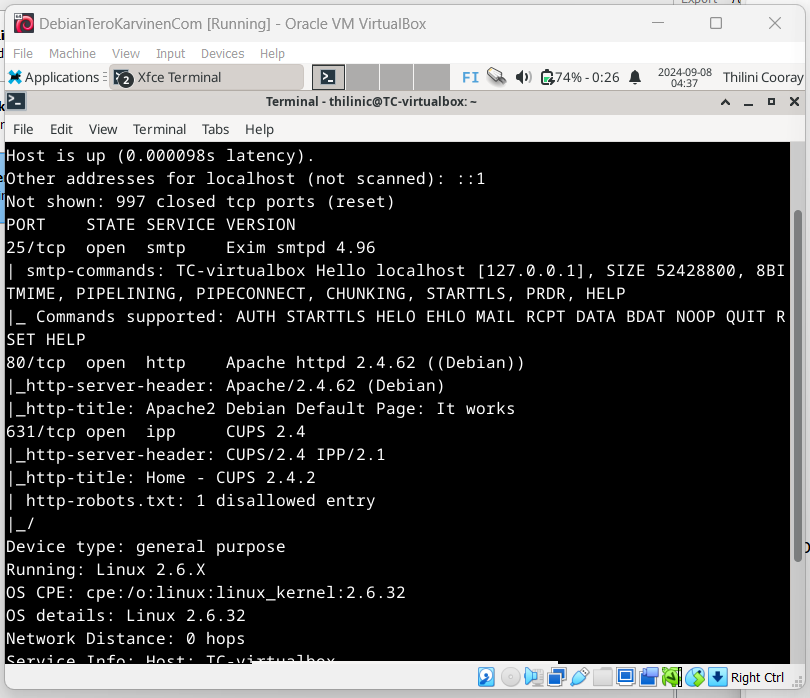 DebianTeroKarvinenCom [Running] - Oracle VM VirtualBox
File Machine View Input Devices Help
Applications 2 Xfce Terminal FI 74% - 0:26 2024-09-08 04:37 Thilini Cooray
Terminal - thilinic@TC-virtualbox: ~
File Edit View Terminal Tabs Help
Host is up (0.000098s latency).
Other addresses for localhost (not scanned): ::1
Not shown: 997 closed tcp ports (reset)
PORT    STATE SERVICE VERSION
25/tcp  open  smtp    Exim smtpd 4.96
| smtp-commands: TC-virtualbox Hello localhost [127.0.0.1], SIZE 52428800, 8BI
TMIME, PIPELINING, PIPECONNECT, CHUNKING, STARTTLS, PRDR, HELP
|_ Commands supported: AUTH STARTTLS HELO EHLO MAIL RCPT DATA BDAT NOOP QUIT R
SET HELP
80/tcp  open  http    Apache httpd 2.4.62 ((Debian))
|_http-server-header: Apache/2.4.62 (Debian)
|_http-title: Apache2 Debian Default Page: It works
631/tcp open  ipp     CUPS 2.4
|_http-server-header: CUPS/2.4 IPP/2.1
|_http-title: Home - CUPS 2.4.2
| http-robots.txt: 1 disallowed entry
|_/
Device type: general purpose
Running: Linux 2.6.X
OS CPE: cpe:/o:linux:linux_kernel:2.6.32
OS details: Linux 2.6.32
Network Distance: 0 hops
Service Info: Host: TC-virtualbox
Right Ctrl